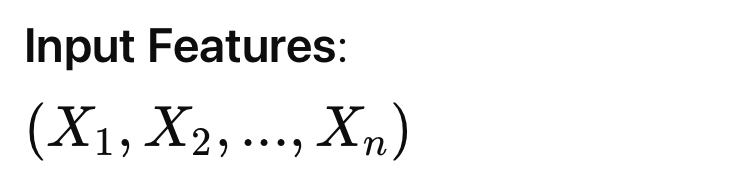 Input Features:
(X₁, X₂, ..., Xₙ)